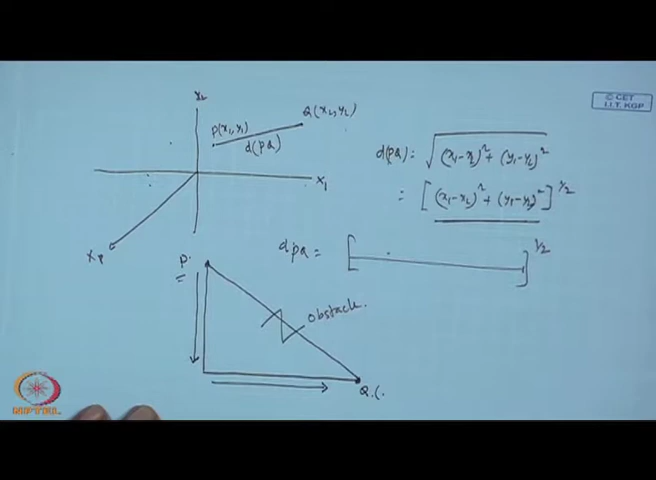 x₂
© CET
I.I.T. KGP
P(x₁, y₁)
Q(x₂, y₂)
d(PQ)
x₁
d(PQ): √(x₁-x₂)² + (y₁-y₂)²
= [(x₁-x₂)² + (y₁-y₂)²]^½
xₚ
dpQ = [ ]^½
P.
obstacle.
Q.(.
NPTEL